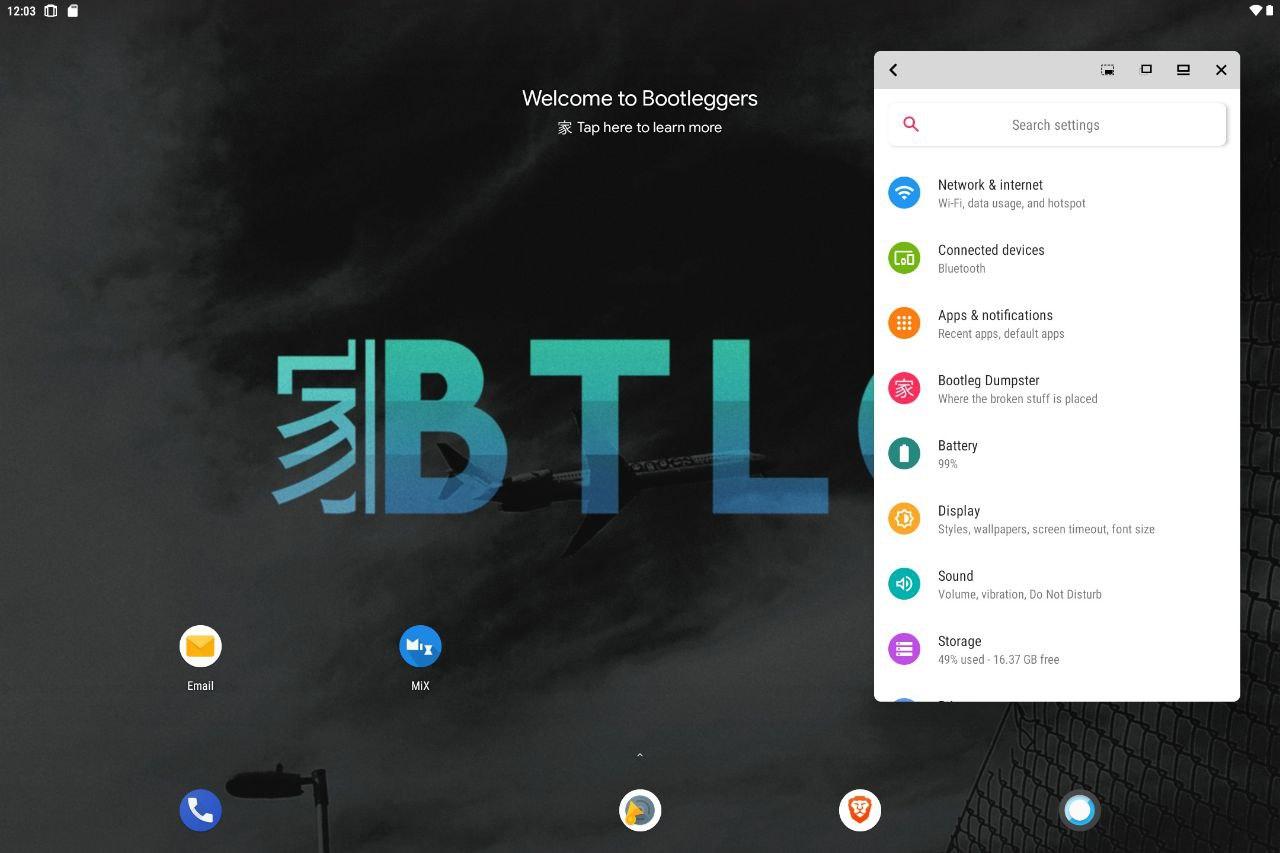 12:03
Welcome to Bootleggers
家 Tap here to learn more
家BTL
Search settings
Network & internet
Wi-Fi, data usage, and hotspot
Connected devices
Bluetooth
Apps & notifications
Recent apps, default apps
家
Bootleg Dumpster
Where the broken stuff is placed
Battery
99%
Display
Styles, wallpapers, screen timeout, font size
Sound
Volume, vibration, Do Not Disturb
Storage
49% used - 16.37 GB free
Email
MiX
MiX